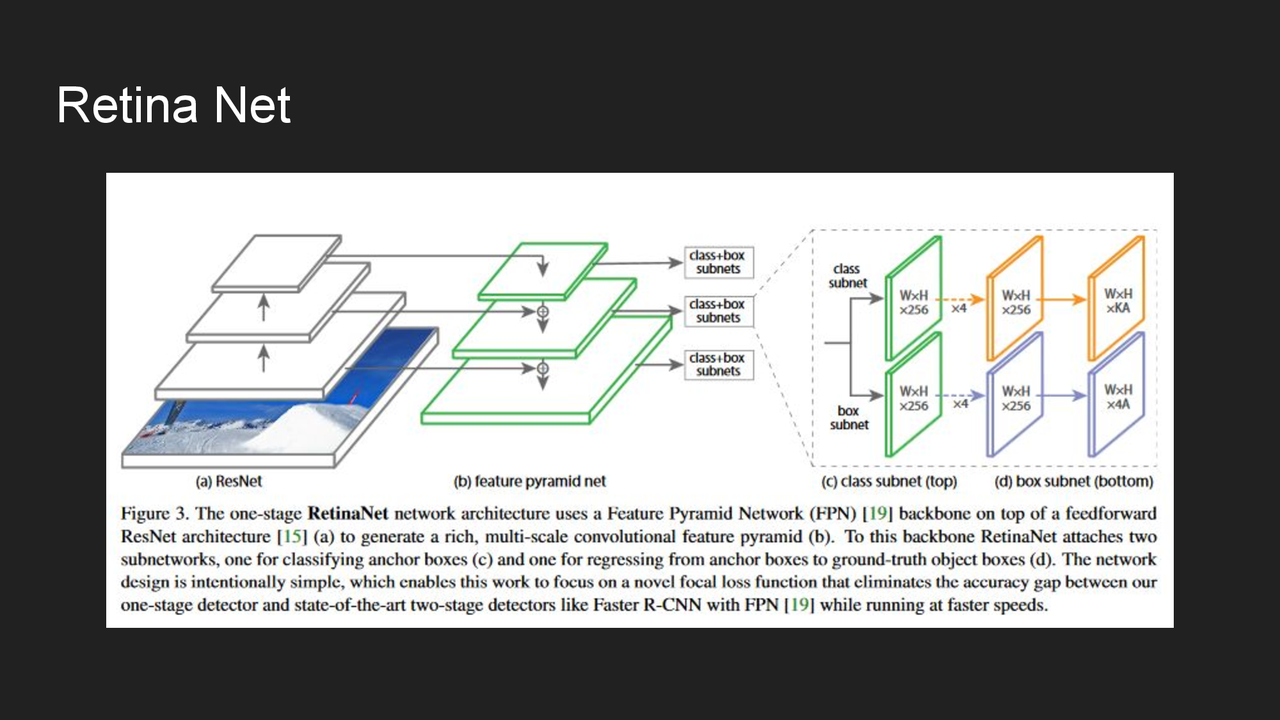 Retina Net
class+box
subnets
class+box
subnets
class+box
subnets
class
subnet
W×H
×256
×4
W×H
×256
W×H
×KA
box
subnet
W×H
×256
×4
W×H
×256
W×H
×4A
(a) ResNet
(b) feature pyramid net
(c) class subnet (top)
(d) box subnet (bottom)
Figure 3. The one-stage RetinaNet network architecture uses a Feature Pyramid Network (FPN) [19] backbone on top of a feedforward
ResNet architecture [15] (a) to generate a rich, multi-scale convolutional feature pyramid (b). To this backbone RetinaNet attaches two
subnetworks, one for classifying anchor boxes (c) and one for regressing from anchor boxes to ground-truth object boxes (d). The network
design is intentionally simple, which enables this work to focus on a novel focal loss function that eliminates the accuracy gap between our
one-stage detector and state-of-the-art two-stage detectors like Faster R-CNN with FPN [19] while running at faster speeds.